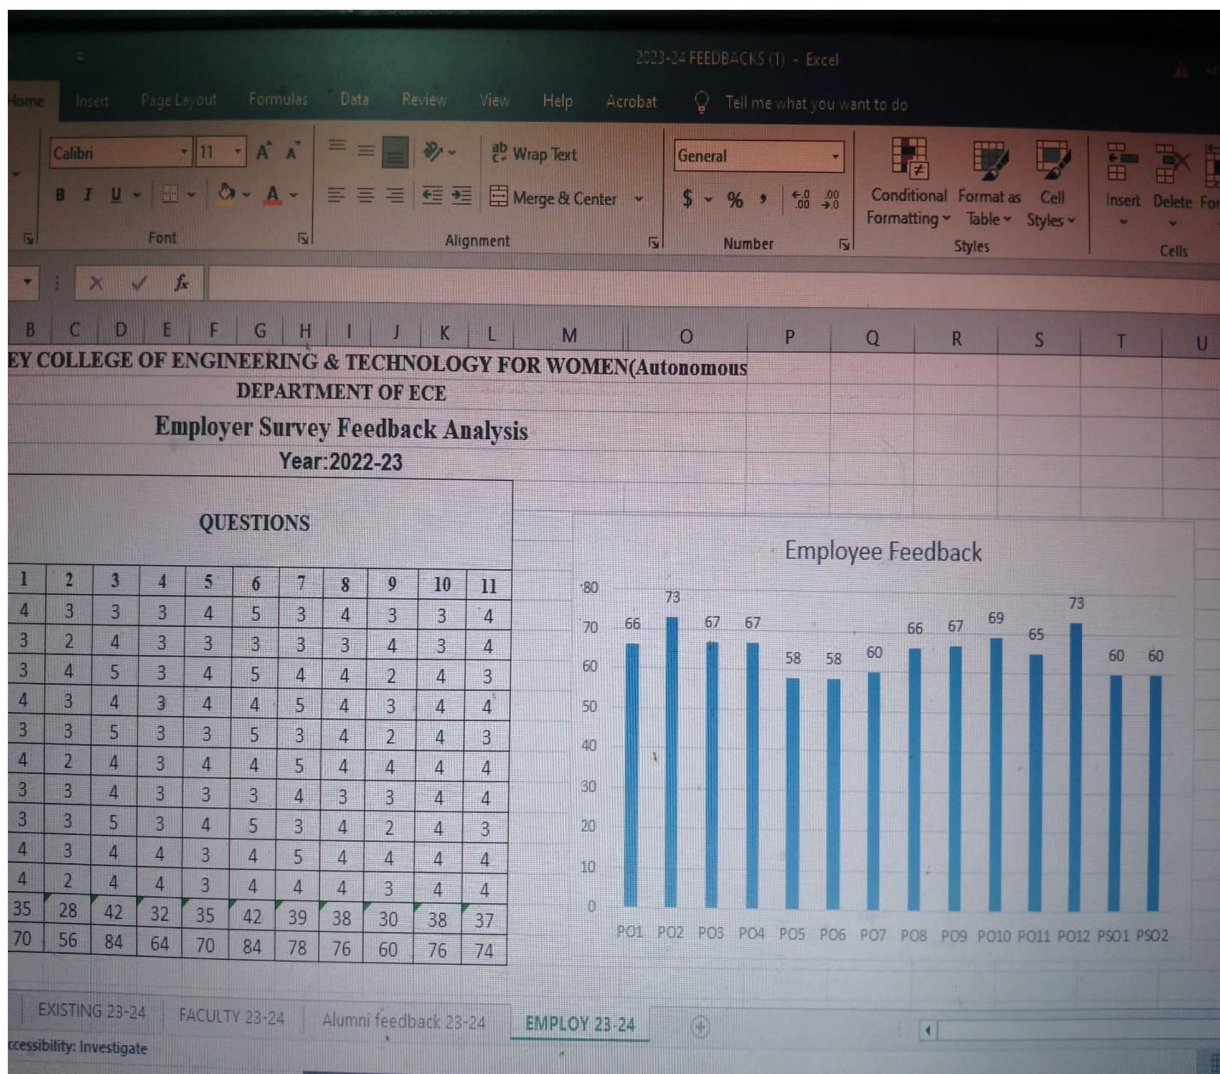 2023-24 FEEDBACKS (1) - Excel
Home Insert Page Layout Formulas Data Review View Help Acrobat Tell me what you want to do
Calibri 11 A A ab Wrap Text General
B I U A Merge & Center $ % , .00 .00 Conditional Formatting Format as Table Cell Styles Insert Delete
Font Alignment Number Styles Cells
fx
B C D E F G H I J K L M O P Q R S T U
EY COLLEGE OF ENGINEERING & TECHNOLOGY FOR WOMEN(Autonomous
DEPARTMENT OF ECE
Employer Survey Feedback Analysis
Year:2022-23
QUESTIONS
1 2 3 4 5 6 7 8 9 10 11
4 3 3 3 4 5 3 4 3 3 4
3 2 4 3 3 3 3 3 4 3 4
3 4 5 3 4 5 4 4 2 4 3
4 3 4 3 4 4 5 4 3 4 4
3 3 5 3 3 5 3 4 2 4 3
4 2 4 3 4 4 5 4 4 4 4
3 3 4 3 3 3 4 3 3 4 4
3 3 5 3 4 5 3 4 2 4 3
4 3 4 4 3 4 5 4 4 4 4
4 2 4 4 3 4 4 4 3 4 4
35 28 42 32 35 42 39 38 30 38 37
70 56 84 64 70 84 78 76 60 76 74
Employee Feedback
80
70
60
50
40
30
20
10
0
66 73 67 67 58 58 60 66 67 69 65 73 60 60
PO1 PO2 PO3 PO4 PO5 PO6 PO7 PO8 PO9 PO10 PO11 PO12 PSO1 PSO2
EXISTING 23-24 FACULTY 23-24 Alumni feedback 23-24 EMPLOY 23-24
ccessibility: Investigate